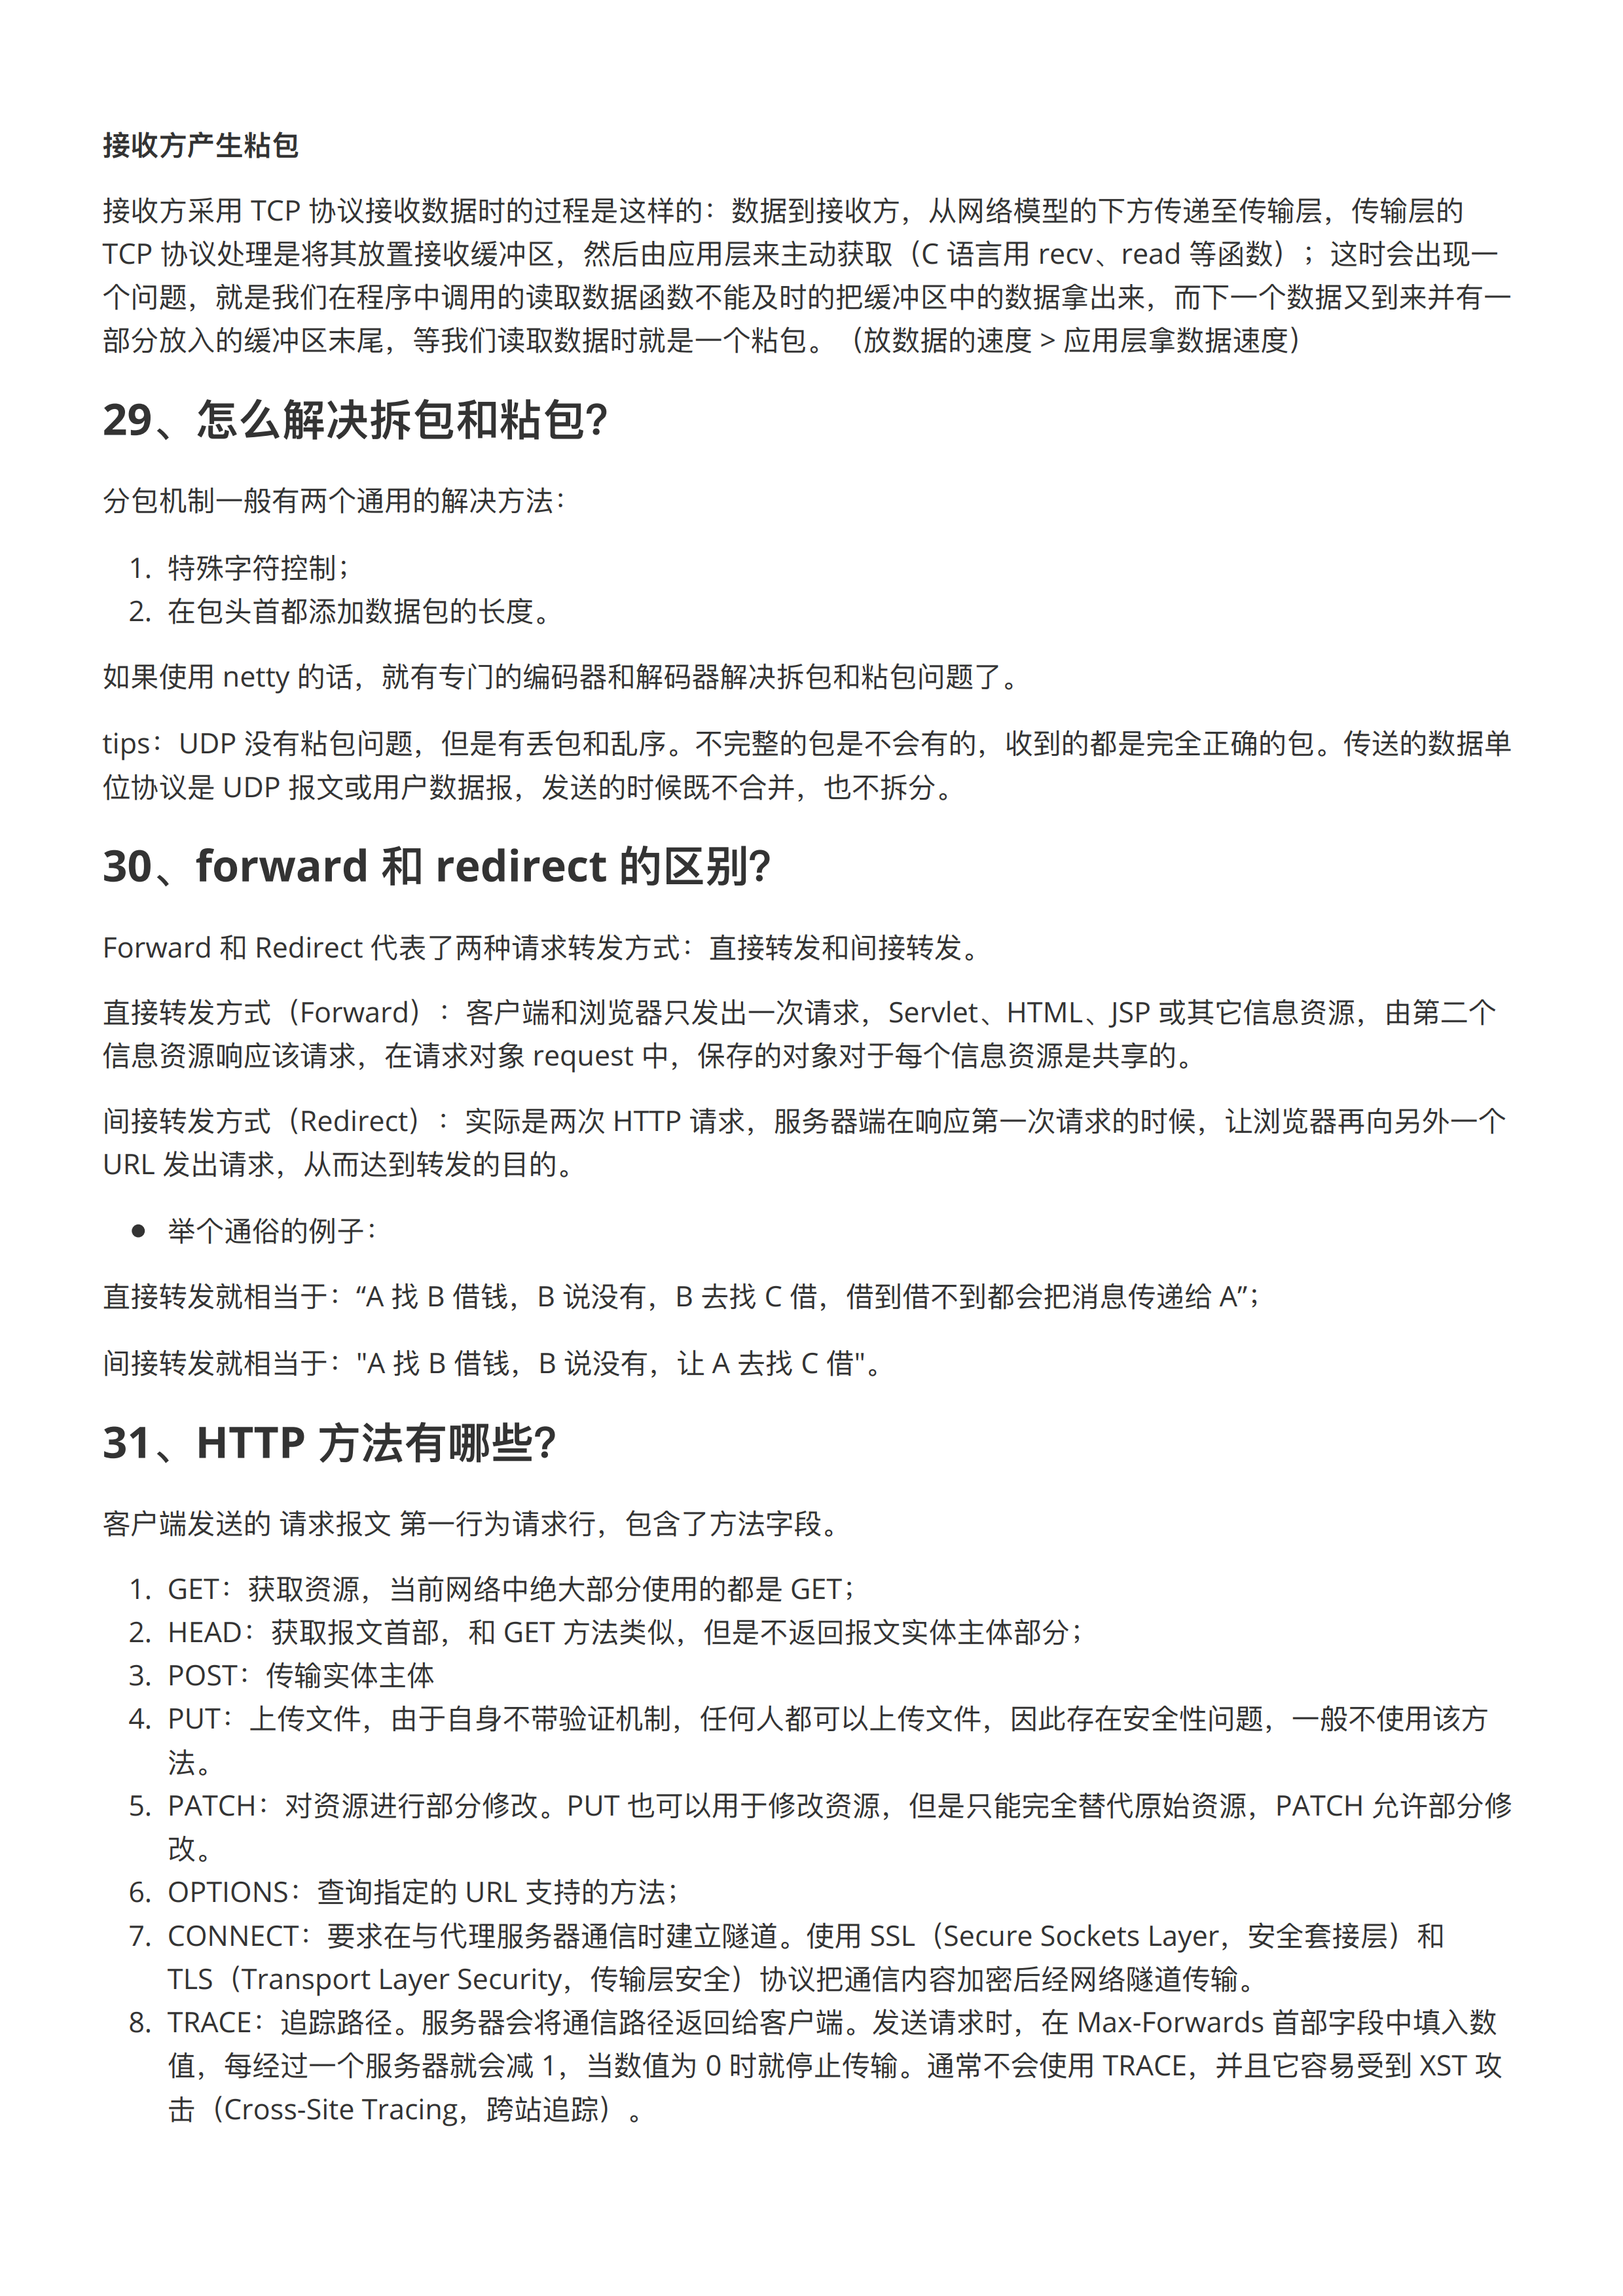 接收方产生粘包
接收方采用 TCP 协议接收数据时的过程是这样的：数据到接收方，从网络模型的下方传递至传输层，传输层的
TCP 协议处理是将其放置接收缓冲区，然后由应用层来主动获取（C 语言用 recv、read 等函数）；这时会出现一
个问题，就是我们在程序中调用的读取数据函数不能及时的把缓冲区中的数据拿出来，而下一个数据又到来并有一
部分放入的缓冲区末尾，等我们读取数据时就是一个粘包。（放数据的速度 > 应用层拿数据速度）
29、怎么解决拆包和粘包？
分包机制一般有两个通用的解决方法：
1. 特殊字符控制；
2. 在包头首都添加数据包的长度。
如果使用 netty 的话，就有专门的编码器和解码器解决拆包和粘包问题了。
tips：UDP 没有粘包问题，但是有丢包和乱序。不完整的包是不会有的，收到的都是完全正确的包。传送的数据单
位协议是 UDP 报文或用户数据报，发送的时候既不合并，也不拆分。
30、forward 和 redirect 的区别？
Forward 和 Redirect 代表了两种请求转发方式：直接转发和间接转发。
直接转发方式（Forward）：客户端和浏览器只发出一次请求，Servlet、HTML、JSP 或其它信息资源，由第二个
信息资源响应该请求，在请求对象 request 中，保存的对象对于每个信息资源是共享的。
间接转发方式（Redirect）：实际是两次 HTTP 请求，服务器端在响应第一次请求的时候，让浏览器再向另外一个
URL 发出请求，从而达到转发的目的。
● 举个通俗的例子：
直接转发就相当于：“A 找 B 借钱，B 说没有，B 去找 C 借，借到借不到都会把消息传递给 A”；
间接转发就相当于："A 找 B 借钱，B 说没有，让 A 去找 C 借"。
31、HTTP 方法有哪些？
客户端发送的 请求报文 第一行为请求行，包含了方法字段。
1. GET：获取资源，当前网络中绝大部分使用的都是 GET；
2. HEAD：获取报文首部，和 GET 方法类似，但是不返回报文实体主体部分；
3. POST：传输实体主体
4. PUT：上传文件，由于自身不带验证机制，任何人都可以上传文件，因此存在安全性问题，一般不使用该方
法。
5. PATCH：对资源进行部分修改。PUT 也可以用于修改资源，但是只能完全替代原始资源，PATCH 允许部分修
改。
6. OPTIONS：查询指定的 URL 支持的方法；
7. CONNECT：要求在与代理服务器通信时建立隧道。使用 SSL（Secure Sockets Layer，安全套接层）和
TLS（Transport Layer Security，传输层安全）协议把通信内容加密后经网络隧道传输。
8. TRACE：追踪路径。服务器会将通信路径返回给客户端。发送请求时，在 Max-Forwards 首部字段中填入数
值，每经过一个服务器就会减 1，当数值为 0 时就停止传输。通常不会使用 TRACE，并且它容易受到 XST 攻
击（Cross-Site Tracing，跨站追踪）。